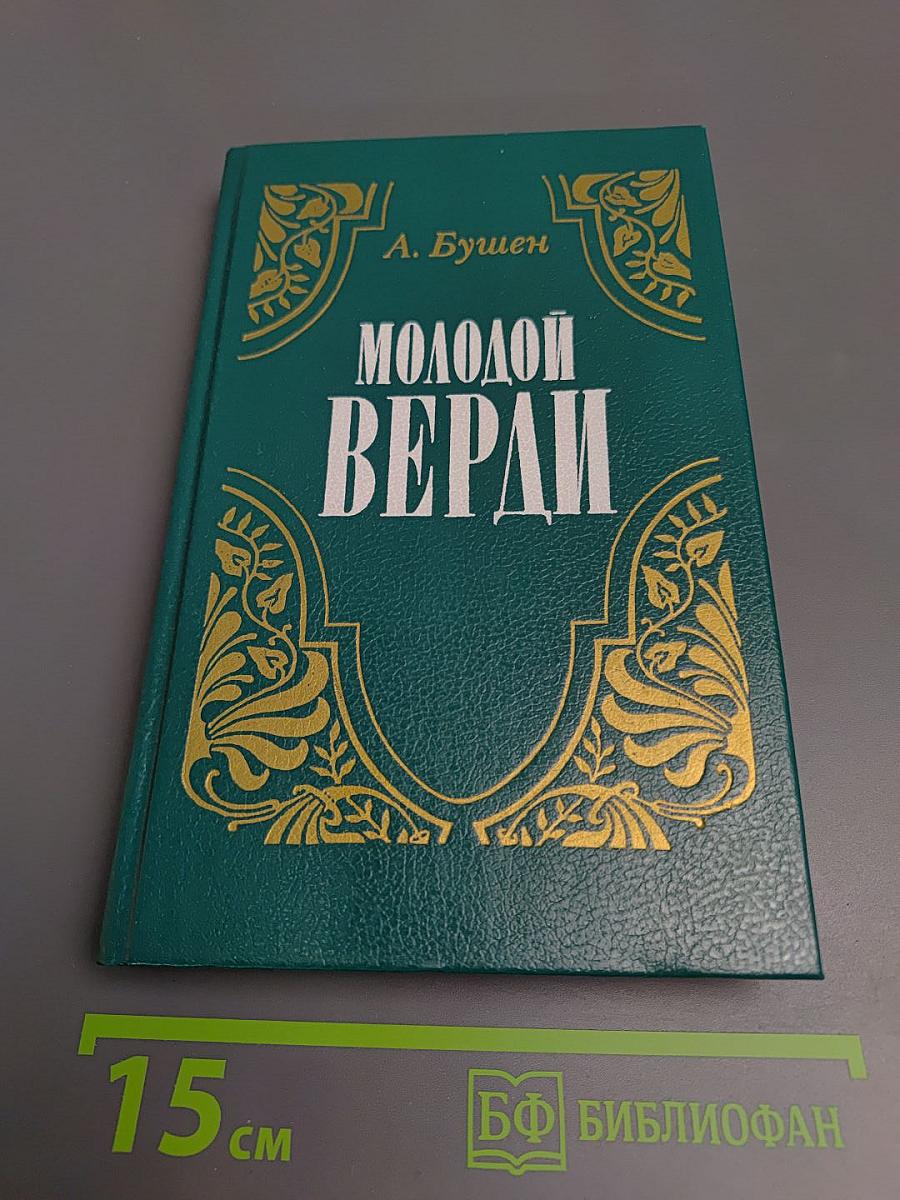 А. Бушен
МОЛОДОЙ
ВЕРДИ
15 см
БФ БИБЛИОФАН